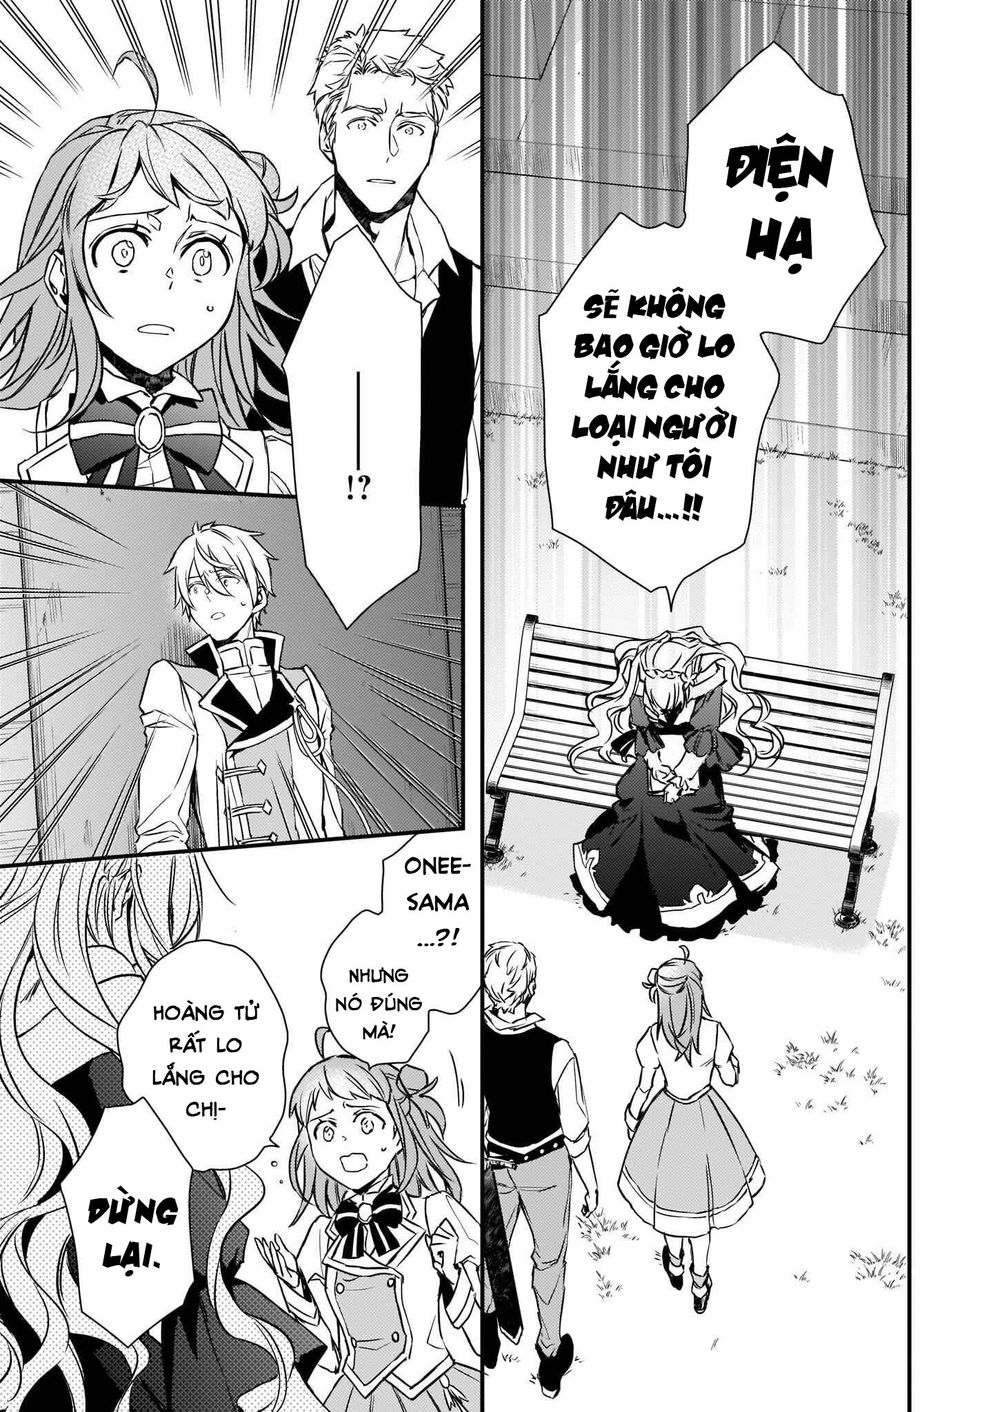 ĐIỆN
HẠ
SẼ KHÔNG
BAO GIỜ LO
LẮNG CHO
LOẠI NGƯỜI
NHƯ TÔI
ĐÂU...!!
——!?
ONEE-
SAMA
...?!
NHƯNG
NÓ ĐÚNG
MÀ!
HOÀNG TỬ
RẤT LO
LẮNG CHO
CHỊ-
DỪNG
LẠI.